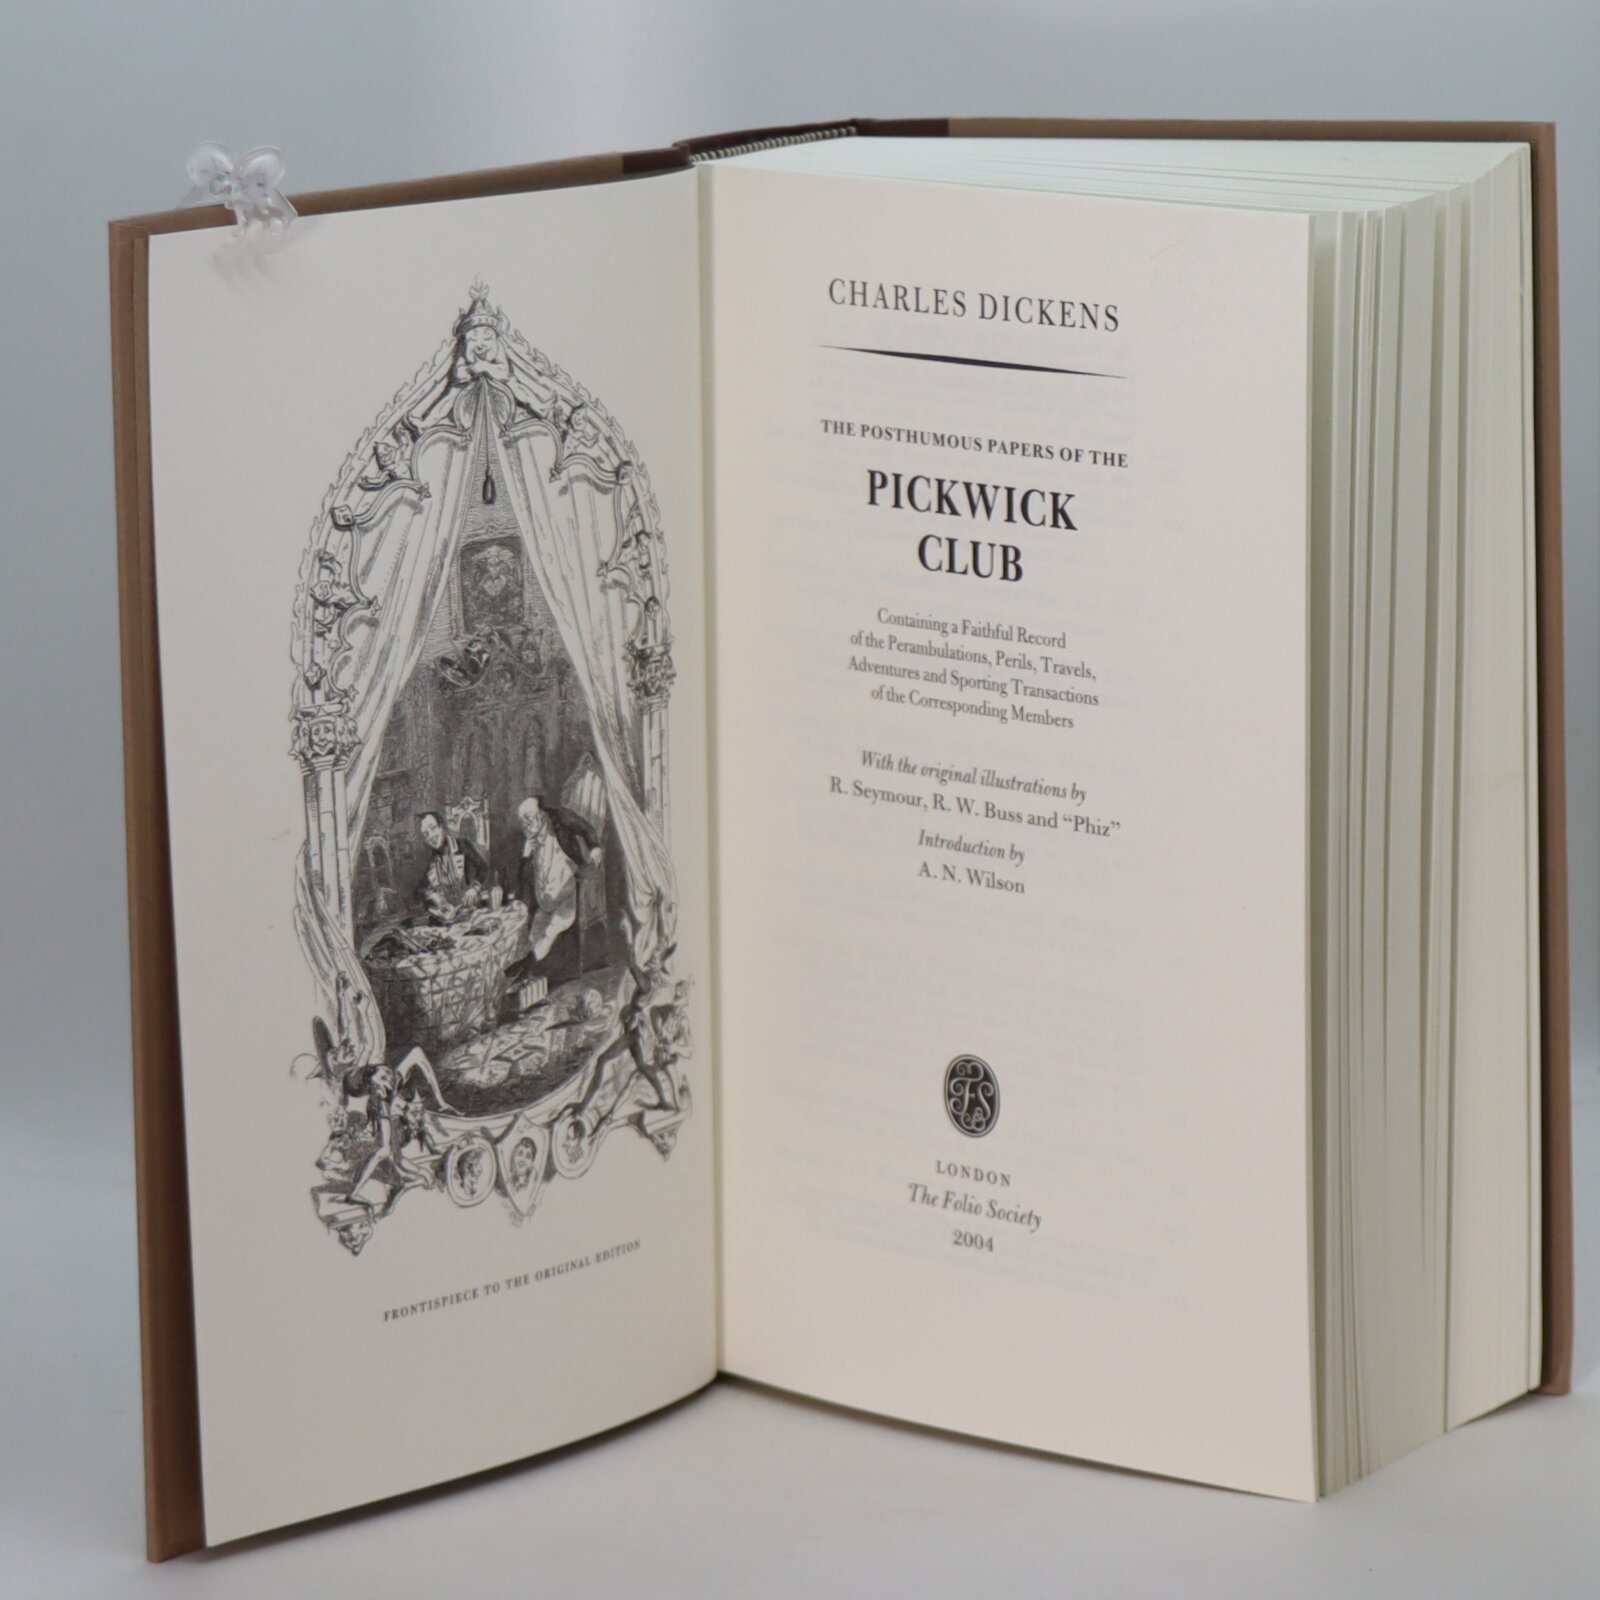 FRONTISPIECE TO THE ORIGINAL EDITION
CHARLES DICKENS
THE POSTHUMOUS PAPERS OF THE
PICKWICK
CLUB
Containing a Faithful Record
of the Perambulations, Perils, Travels,
Adventures and Sporting Transactions
of the Corresponding Members
With the original illustrations by
R. Seymour, R. W. Buss and “Phiz”
Introduction by
A. N. Wilson
FS
LONDON
The Folio Society
2004